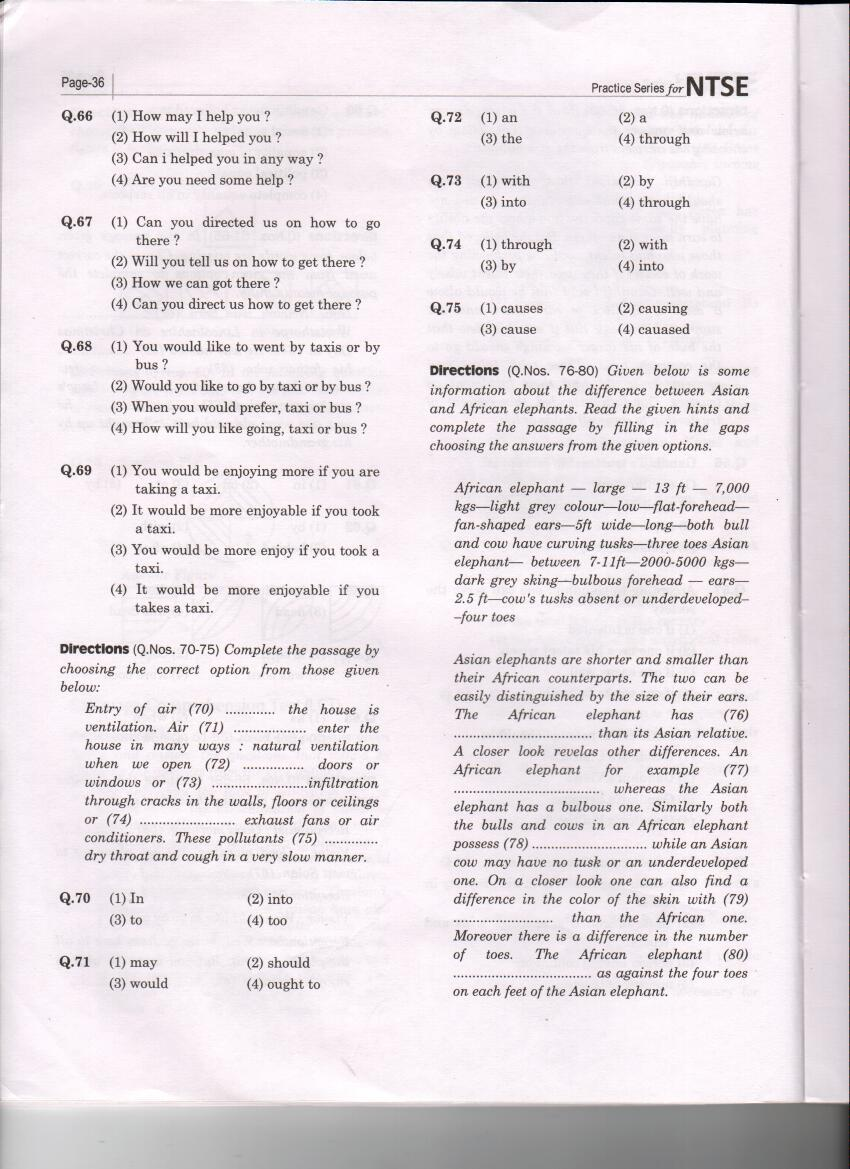 Page-36
Practice Series for NTSE
Q.66 (1) How may I help you ?
(2) How will I helped you ?
(3) Can i helped you in any way ?
(4) Are you need some help ?
Q.67 (1) Can you directed us on how to go
there ?
(2) Will you tell us on how to get there ?
(3) How we can got there ?
(4) Can you direct us how to get there ?
Q.68 (1) You would like to went by taxis or by
bus ?
(2) Would you like to go by taxi or by bus ?
(3) When you would prefer, taxi or bus ?
(4) How will you like going, taxi or bus ?
Q.69 (1) You would be enjoying more if you are
taking a taxi.
(2) It would be more enjoyable if you took
a taxi.
(3) You would be more enjoy if you took a
taxi.
(4) It would be more enjoyable if you
takes a taxi.
Directions (Q.Nos. 70-75) Complete the passage by
choosing the correct option from those given
below:
Entry of air (70) ............. the house is
ventilation. Air (71) ................... enter the
house in many ways : natural ventilation
when we open (72) ................ doors or
windows or (73) .........................infiltration
through cracks in the walls, floors or ceilings
or (74) ......................... exhaust fans or air
conditioners. These pollutants (75) ..............
dry throat and cough in a very slow manner.
Q.70 (1) In (2) into
(3) to (4) too
Q.71 (1) may (2) should
(3) would (4) ought to
Q.72 (1) an (2) a
(3) the (4) through
Q.73 (1) with (2) by
(3) into (4) through
Q.74 (1) through (2) with
(3) by (4) into
Q.75 (1) causes (2) causing
(3) cause (4) cauased
Directions (Q.Nos. 76-80) Given below is some
information about the difference between Asian
and African elephants. Read the given hints and
complete the passage by filling in the gaps
choosing the answers from the given options.
African elephant — large — 13 ft — 7,000
kgs—light grey colour—low—flat-forehead—
fan-shaped ears—5ft wide—long—both bull
and cow have curving tusks—three toes Asian
elephant— between 7-11ft—2000-5000 kgs—
dark grey sking—bulbous forehead — ears—
2.5 ft—cow's tusks absent or underdeveloped–
–four toes
Asian elephants are shorter and smaller than
their African counterparts. The two can be
easily distinguished by the size of their ears.
The African elephant has (76)
.................................... than its Asian relative.
A closer look revelas other differences. An
African elephant for example (77)
...................................... whereas the Asian
elephant has a bulbous one. Similarly both
the bulls and cows in an African elephant
possess (78) .............................. while an Asian
cow may have no tusk or an underdeveloped
one. On a closer look one can also find a
difference in the color of the skin with (79)
.......................... than the African one.
Moreover there is a difference in the number
of toes. The African elephant (80)
.................................... as against the four toes
on each feet of the Asian elephant.